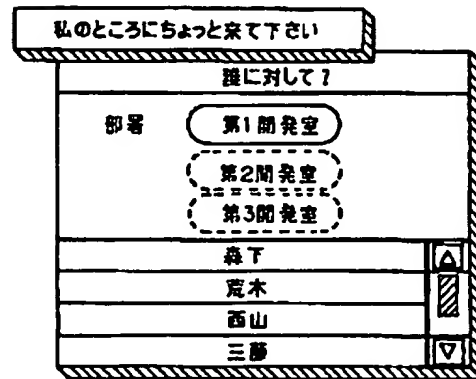 私のところにちょっと来て下さい
誰に対して?
部署 第1開発室
第2開発室
第3開発室
森下
荒木
西山
三藤